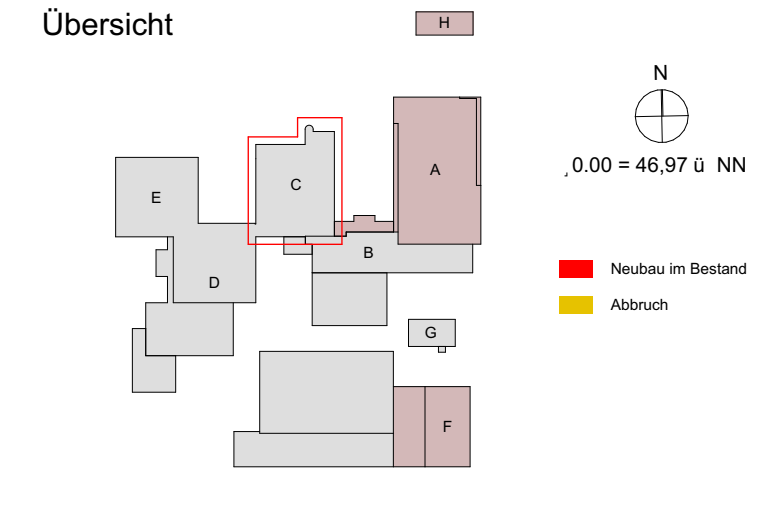 Übersicht
H
N
A
0.00 = 46,97 ü NN
C
E
B
D
Neubau im Bestand
Abbruch
G
F